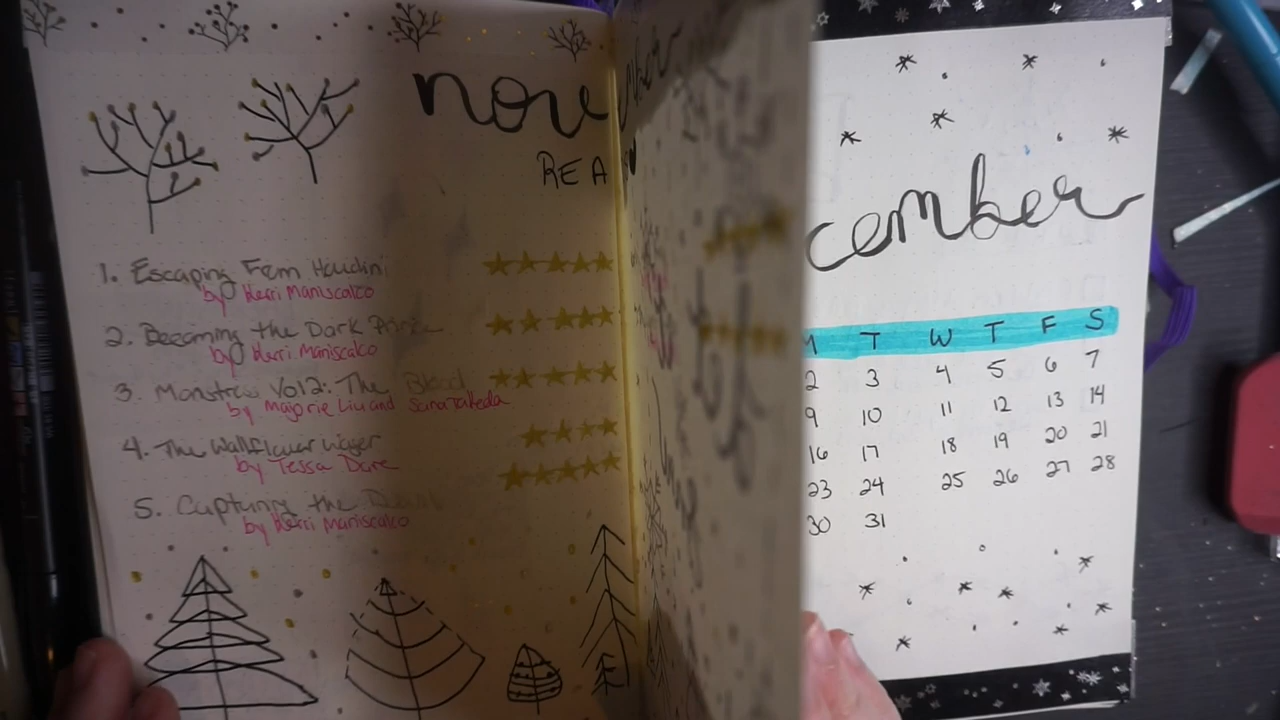 nove
REA
1. Escaping From Houdini
by Kerri Maniscalco
2. Becoming the Dark Prince
by Kerri Maniscalco
3. Monstress Vol 2: The Blood
by Marjorie Liu and Sana Takeda
4. The Wallflower Wager
by Tessa Dare
5. Capturing the Devil
by Kerri Maniscalco
cember
M T W T F S
2 3 4 5 6 7
9 10 11 12 13 14
16 17 18 19 20 21
23 24 25 26 27 28
30 31